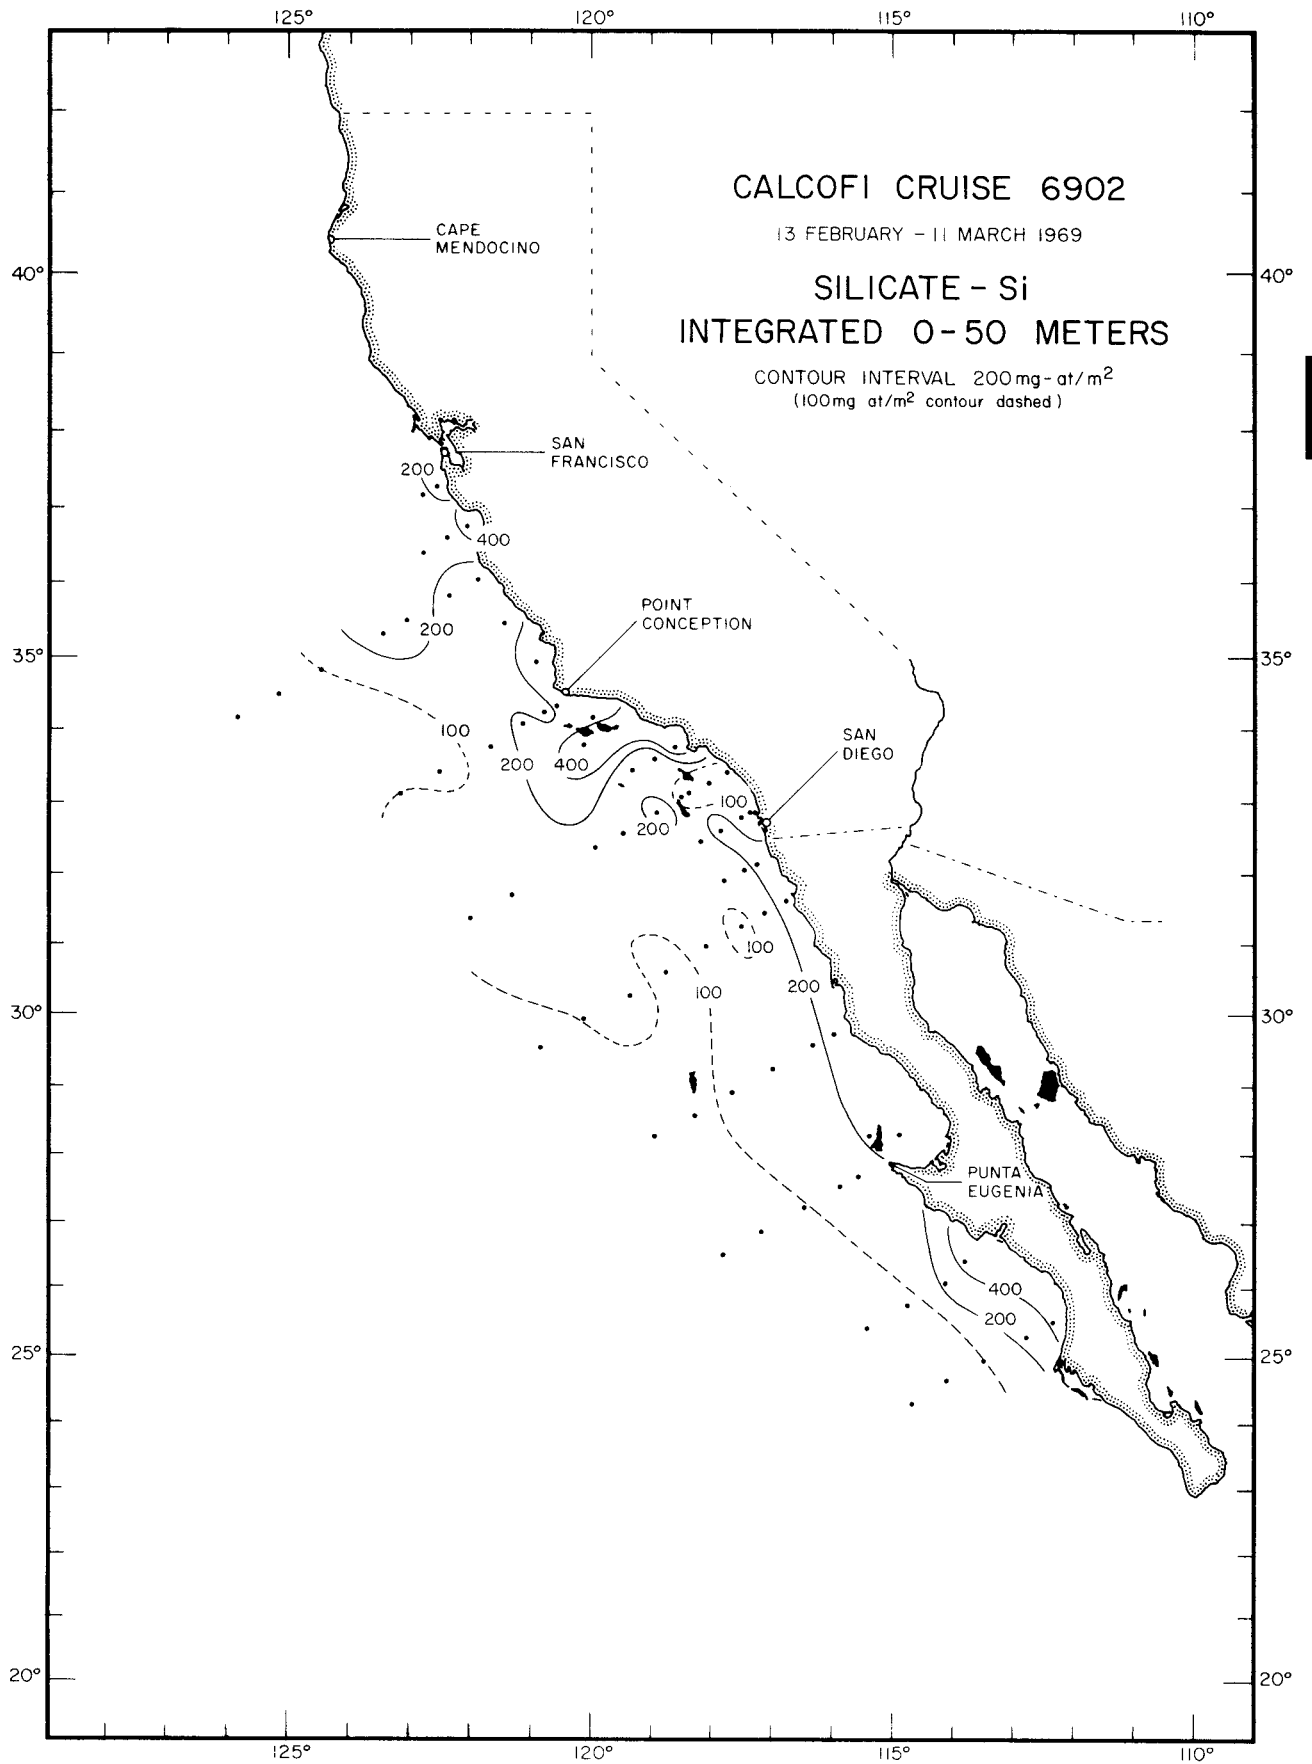 125° 120° 115° 110°
CALCOFI CRUISE 6902
13 FEBRUARY - 11 MARCH 1969
CAPE
MENDOCINO
40° 40°
SILICATE - Si
INTEGRATED 0-50 METERS
CONTOUR INTERVAL 200 mg-at/m²
(100mg at/m² contour dashed)
SAN
FRANCISCO
200
400
POINT
CONCEPTION
200
35° 35°
100
SAN
DIEGO
200
400
100
200
100
200
100
30° 30°
PUNTA
EUGENIA
400
200
25° 25°
20° 20°
125° 120° 115° 110°